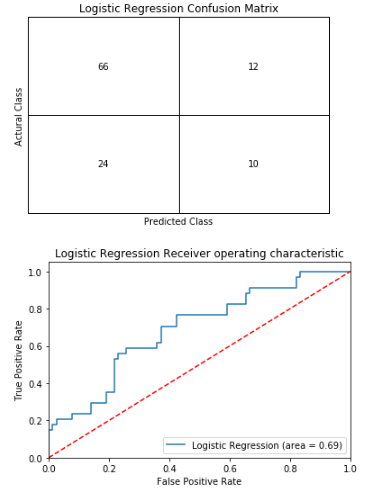 Logistic Regression Confusion Matrix
66 12
Actural Class
24 10
Predicted Class
Logistic Regression Receiver operating characteristic
1.0
0.8
0.6
0.4
0.2
0.0
True Positive Rate
Logistic Regression (area = 0.69)
0.0 0.2 0.4 0.6 0.8 1.0
False Positive Rate